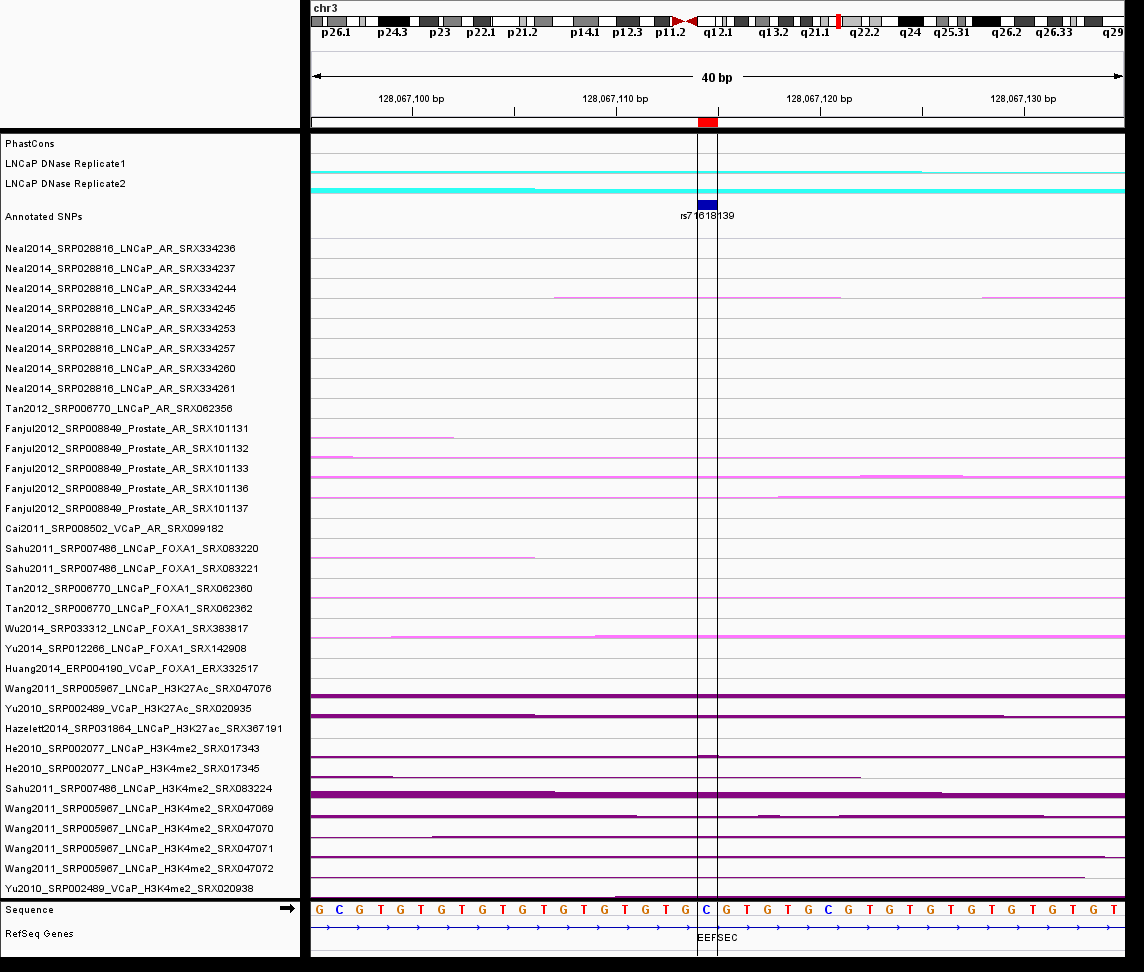 chr3
p26.1 p24.3 p23 p22.1 p21.2 p14.1 p12.3 p11.2 q12.1 q13.2 q21.1 q22.2 q24 q25.31 q26.2 q26.33 q29
40 bp
128,067,100 bp 128,067,110 bp 128,067,120 bp 128,067,130 bp
PhastCons
LNCaP DNase Replicate1
LNCaP DNase Replicate2
Annotated SNPs
rs71618139
Neal2014_SRP028816_LNCaP_AR_SRX334236
Neal2014_SRP028816_LNCaP_AR_SRX334237
Neal2014_SRP028816_LNCaP_AR_SRX334244
Neal2014_SRP028816_LNCaP_AR_SRX334245
Neal2014_SRP028816_LNCaP_AR_SRX334253
Neal2014_SRP028816_LNCaP_AR_SRX334257
Neal2014_SRP028816_LNCaP_AR_SRX334260
Neal2014_SRP028816_LNCaP_AR_SRX334261
Tan2012_SRP006770_LNCaP_AR_SRX062356
Fanjul2012_SRP008849_Prostate_AR_SRX101131
Fanjul2012_SRP008849_Prostate_AR_SRX101132
Fanjul2012_SRP008849_Prostate_AR_SRX101133
Fanjul2012_SRP008849_Prostate_AR_SRX101136
Fanjul2012_SRP008849_Prostate_AR_SRX101137
Cai2011_SRP008502_VCaP_AR_SRX099182
Sahu2011_SRP007486_LNCaP_FOXA1_SRX083220
Sahu2011_SRP007486_LNCaP_FOXA1_SRX083221
Tan2012_SRP006770_LNCaP_FOXA1_SRX062360
Tan2012_SRP006770_LNCaP_FOXA1_SRX062362
Wu2014_SRP033312_LNCaP_FOXA1_SRX383817
Yu2014_SRP012266_LNCaP_FOXA1_SRX142908
Huang2014_ERP004190_VCaP_FOXA1_ERX332517
Wang2011_SRP005967_LNCaP_H3K27Ac_SRX047076
Yu2010_SRP002489_VCaP_H3K27Ac_SRX020935
Hazelett2014_SRP031864_LNCaP_H3K27ac_SRX367191
He2010_SRP002077_LNCaP_H3K4me2_SRX017343
He2010_SRP002077_LNCaP_H3K4me2_SRX017345
Sahu2011_SRP007486_LNCaP_H3K4me2_SRX083224
Wang2011_SRP005967_LNCaP_H3K4me2_SRX047069
Wang2011_SRP005967_LNCaP_H3K4me2_SRX047070
Wang2011_SRP005967_LNCaP_H3K4me2_SRX047071
Wang2011_SRP005967_LNCaP_H3K4me2_SRX047072
Yu2010_SRP002489_VCaP_H3K4me2_SRX020938
Sequence G C G T G T G T G T G T G T G T G T G C G T G T G C G T G T G T G T G T G T G T
RefSeq Genes
EEFSEC